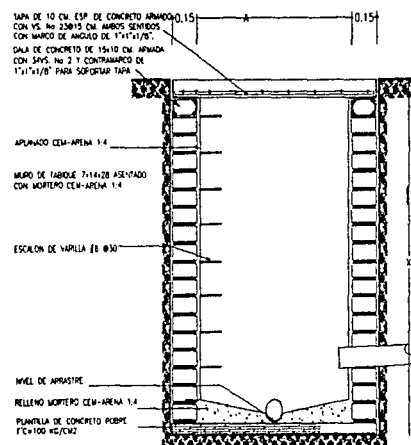 TAPA DE 10 CM. ESP. DE CONCRETO ARMADO
CON VS. No 2.5@15 CM. AMBOS SENTIDOS
CON MARCO DE ANGULO DE 1"x1"x1/8".
DALA DE CONCRETO DE 15x10 CM. ARMADA
CON 3#VS. No 2 Y CONTRAMARCO DE
1"x1"x1/8" PARA SOPORTAR TAPA
0.15
A
0.15
APLANADO CEM-ARENA 1:4
MURO DE TABIQUE 7x14x28 ASENTADO
CON MORTERO CEM-ARENA 1:4
ESCALON DE VARILLA #6 @30
NIVEL DE ARRASTRE
RELLENO MORTERO CEM-ARENA 1:4
PLANTILLA DE CONCRETO POBRE
F'C=100 KG/CM2